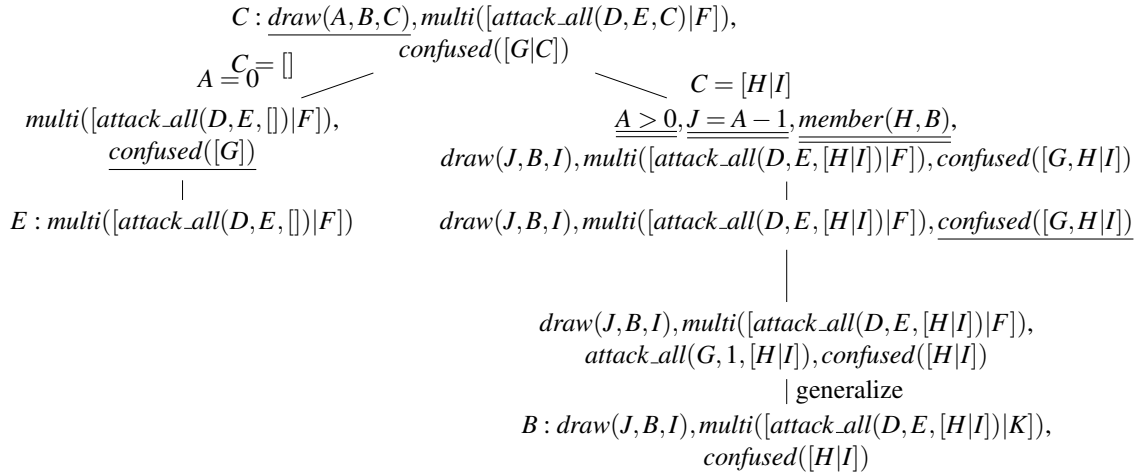 C : draw(A,B,C),multi([attack_all(D,E,C)|F]),
confused([G|C])
C = []
A = 0
C = [H|I]
multi([attack_all(D,E,[])|F]),
confused([G])
A > 0, J = A − 1, member(H,B),
draw(J,B,I),multi([attack_all(D,E,[H|I])|F]),confused([G,H|I])
E : multi([attack_all(D,E,[])|F])
draw(J,B,I),multi([attack_all(D,E,[H|I])|F]),confused([G,H|I])
draw(J,B,I),multi([attack_all(D,E,[H|I])|F]),
attack_all(G,1,[H|I]),confused([H|I])
generalize
B : draw(J,B,I),multi([attack_all(D,E,[H|I])|K]),
confused([H|I])